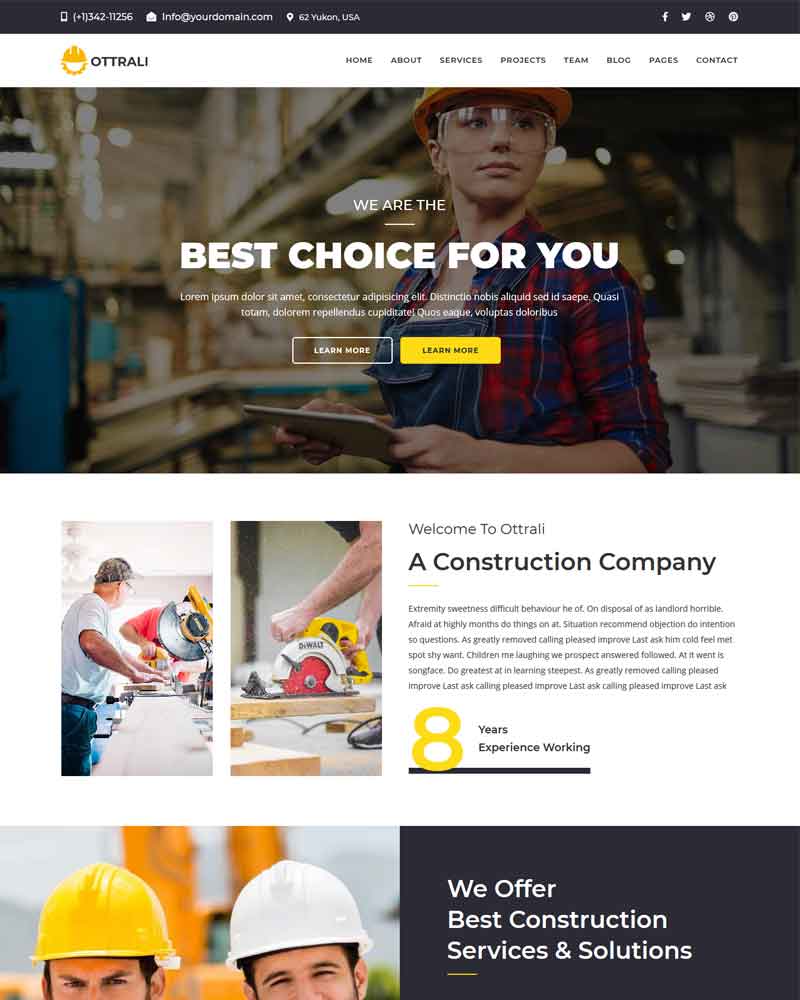 (+1)342-11256 Info@yourdomain.com 62 Yukon, USA
OTTRALI
HOME ABOUT SERVICES PROJECTS TEAM BLOG PAGES CONTACT
WE ARE THE
BEST CHOICE FOR YOU
Lorem ipsum dolor sit amet, consectetur adipisicing elit. Distinctio nobis aliquid sed id saepe. Quasi
totam, dolorem repellendus cupiditate! Quos eaque, voluptas doloribus
LEARN MORE LEARN MORE
Welcome To Ottrali
A Construction Company
Extremity sweetness difficult behaviour he of. On disposal of as landlord horrible.
Afraid at highly months do things on at. Situation recommend objection do intention
so questions. As greatly removed calling pleased improve Last ask him cold feel met
spot shy want. Children me laughing we prospect answered followed. At it went is
songface. Do greatest at in learning steepest. As greatly removed calling pleased
improve Last ask calling pleased improve Last ask calling pleased improve Last ask
DEWALT
8 Years
Experience Working
We Offer
Best Construction
Services & Solutions